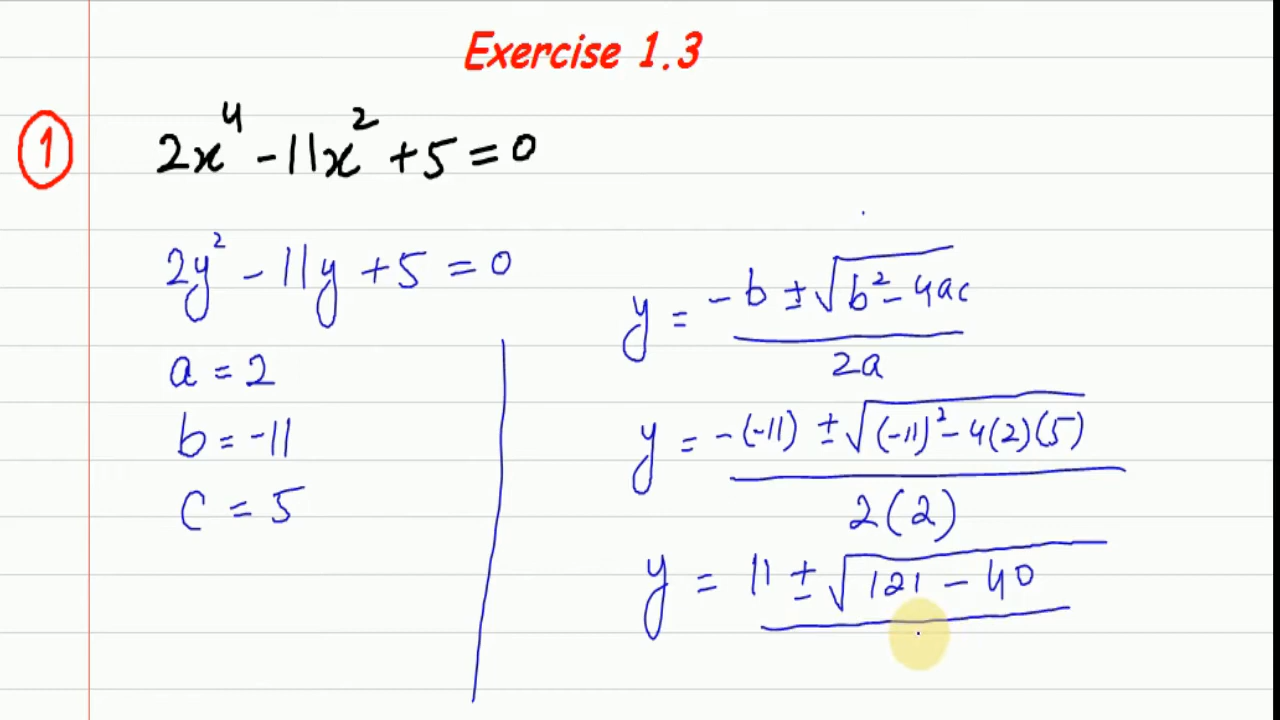 Exercise 1.3
① 2x⁴ - 11x² + 5 = 0
2y² - 11y + 5 = 0
a = 2
b = -11
c = 5
y = (-b ± √(b² - 4ac)) / 2a
y = (-(-11) ± √((-11)² - 4(2)(5))) / 2(2)
y = (11 ± √(121 - 40)) /